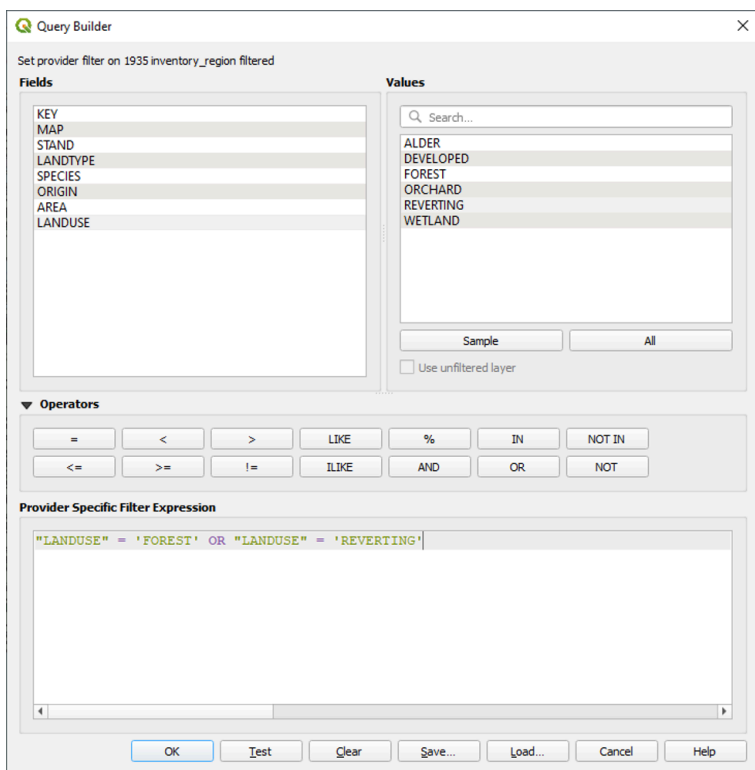 Query Builder
Set provider filter on 1935 inventory_region filtered
Fields
Values
KEY
MAP
STAND
LANDTYPE
SPECIES
ORIGIN
AREA
LANDUSE
Search...
ALDER
DEVELOPED
FOREST
ORCHARD
REVERTING
WETLAND
Sample All
Use unfiltered layer
Operators
= < > LIKE % IN NOT IN
<= >= != ILIKE AND OR NOT
Provider Specific Filter Expression
"LANDUSE" = 'FOREST' OR "LANDUSE" = 'REVERTING'
OK Test Clear Save... Load... Cancel Help